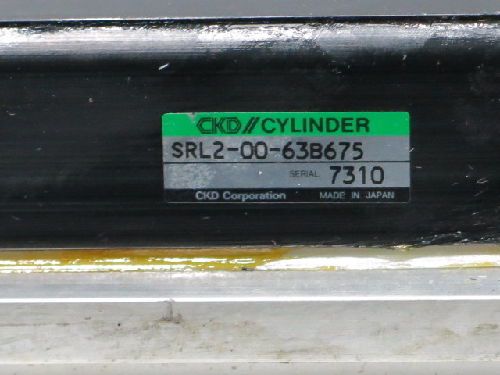 CKD// CYLINDER
SRL2-00-63B675
SERIAL 7310
CKD Corporation MADE IN JAPAN